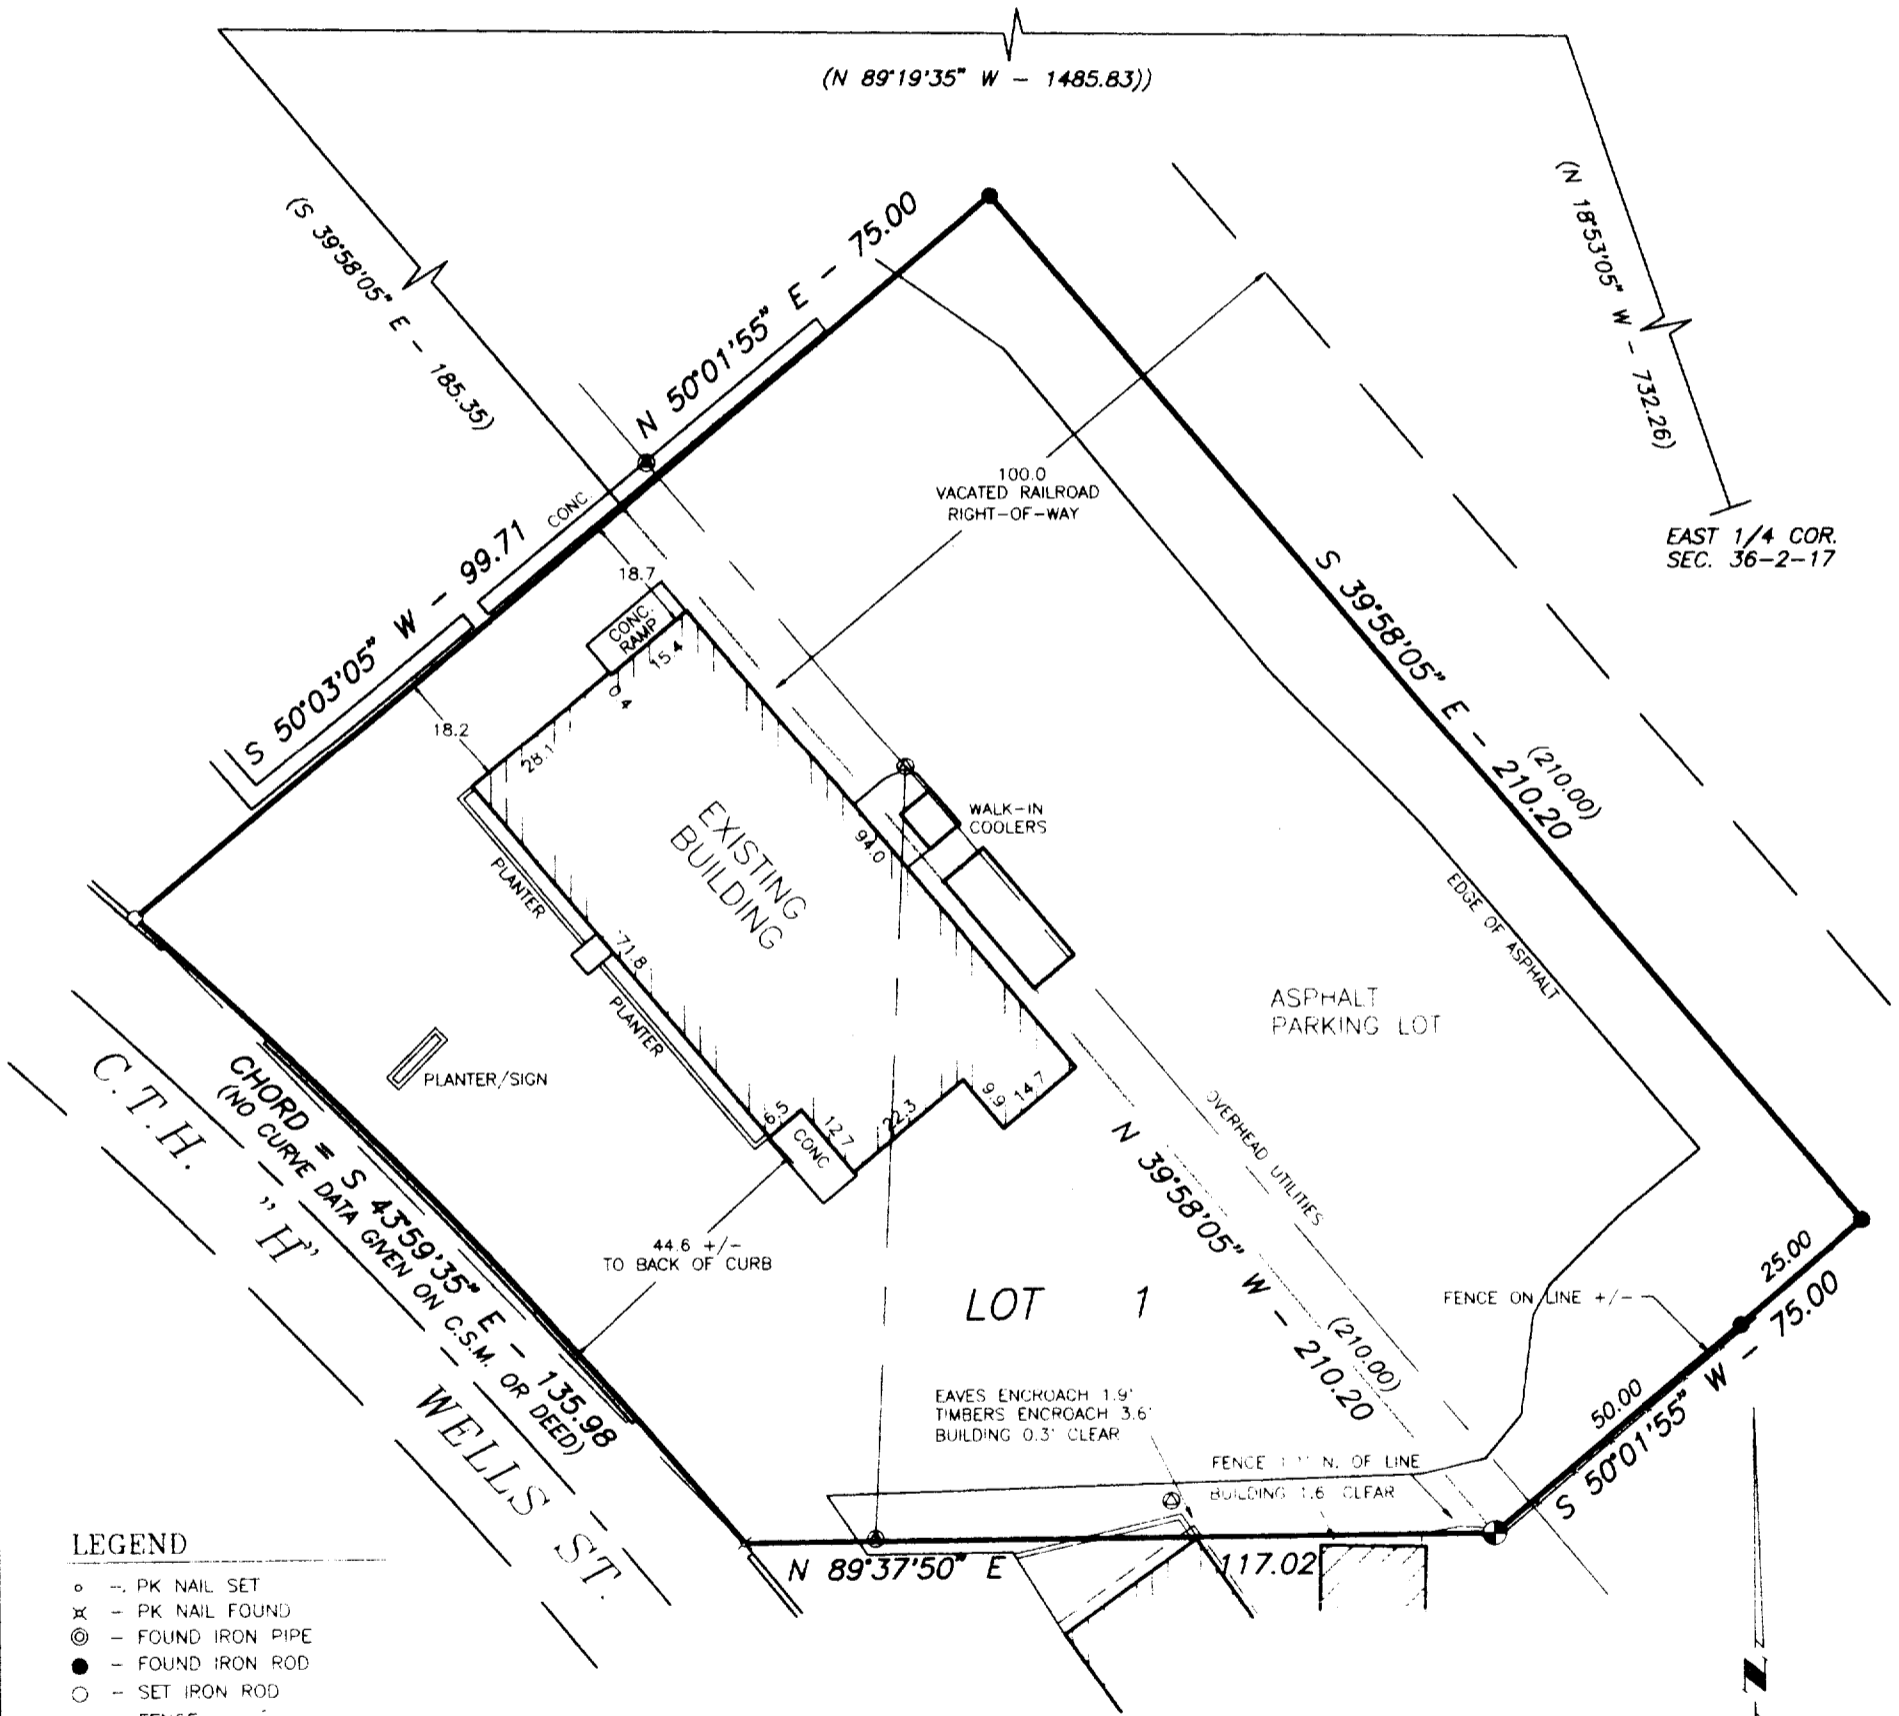 (N 89°19'35" W - 1485.83))
(S 39°58'05" E - 185.35)
N 50°01'55" E - 75.00
(N 18°53'05" W - 732.26)
EAST 1/4 COR.
SEC. 36-2-17
100.0
VACATED RAILROAD
RIGHT-OF-WAY
S 50°03'05" W - 99.71
CONC.
18.7
CONC.
RAMP
15.4
4
28.1
18.2
S 39°58'05" E - 210.20
(210.00)
EXISTING
BUILDING
94.0
WALK-IN
COOLERS
PLANTER
71.8
PLANTER
EDGE OF ASPHALT
ASPHALT
PARKING LOT
PLANTER/SIGN
6.5
CONC
12.7
22.3
9.9
14.7
OVERHEAD UTILITIES
N 39°58'05" W - 210.20
(210.00)
C.T.H. "H"
WELLS ST.
CHORD = S 43°59'35" E - 135.98
(NO CURVE DATA GIVEN ON C.S.M. OR DEED)
44.6 +/-
TO BACK OF CURB
LOT 1
FENCE ON LINE +/-
25.00
50.00
S 50°01'55" W - 75.00
EAVES ENCROACH 1.9'
TIMBERS ENCROACH 3.6'
BUILDING 0.3' CLEAR
FENCE N. OF LINE
BUILDING 1.6 CLEAR
N 89°37'50" E
117.02
LEGEND
- PK NAIL SET
- PK NAIL FOUND
- FOUND IRON PIPE
- FOUND IRON ROD
- SET IRON ROD
N